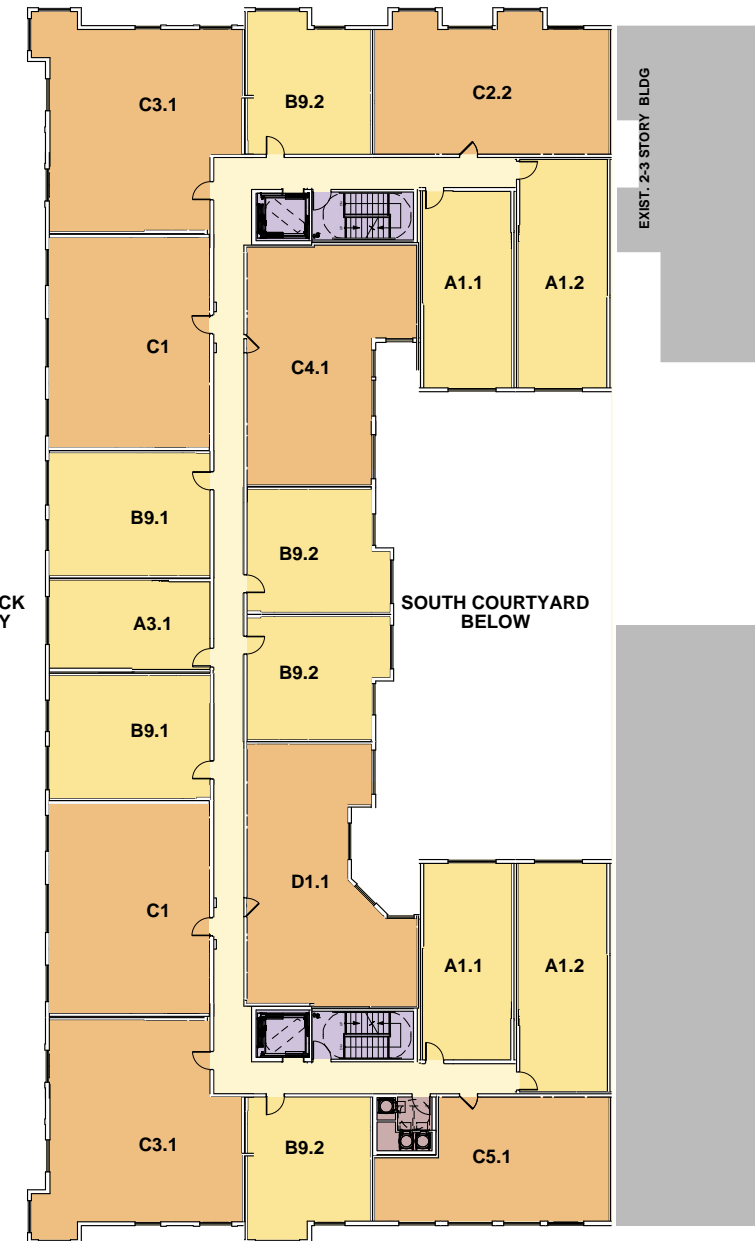 C3.1
B9.2
C2.2
EXIST. 2-3 STORY BLDG
A1.1
A1.2
C1
C4.1
B9.1
B9.2
CK
Y
A3.1
SOUTH COURTYARD
BELOW
B9.2
B9.1
D1.1
C1
A1.1
A1.2
C3.1
B9.2
C5.1